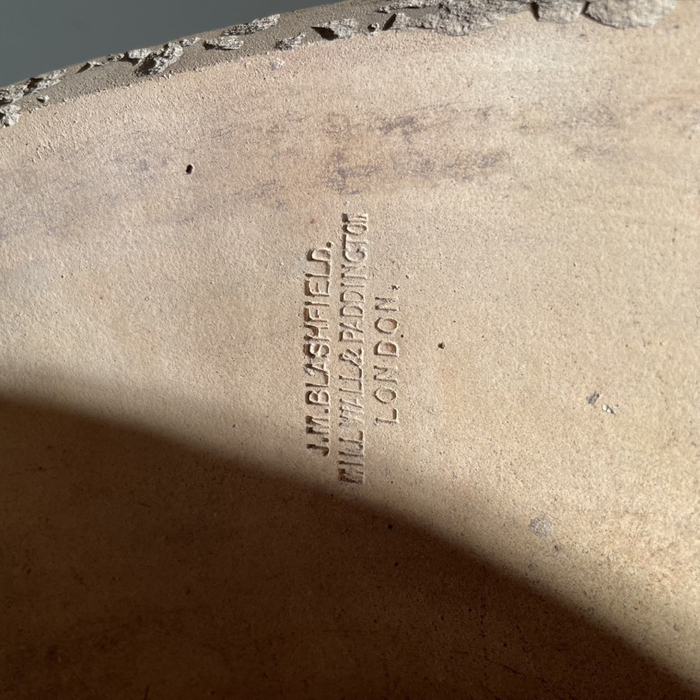 J.M.BLASHFIELD.
MILLWALL & PADDINGTON
LONDON.